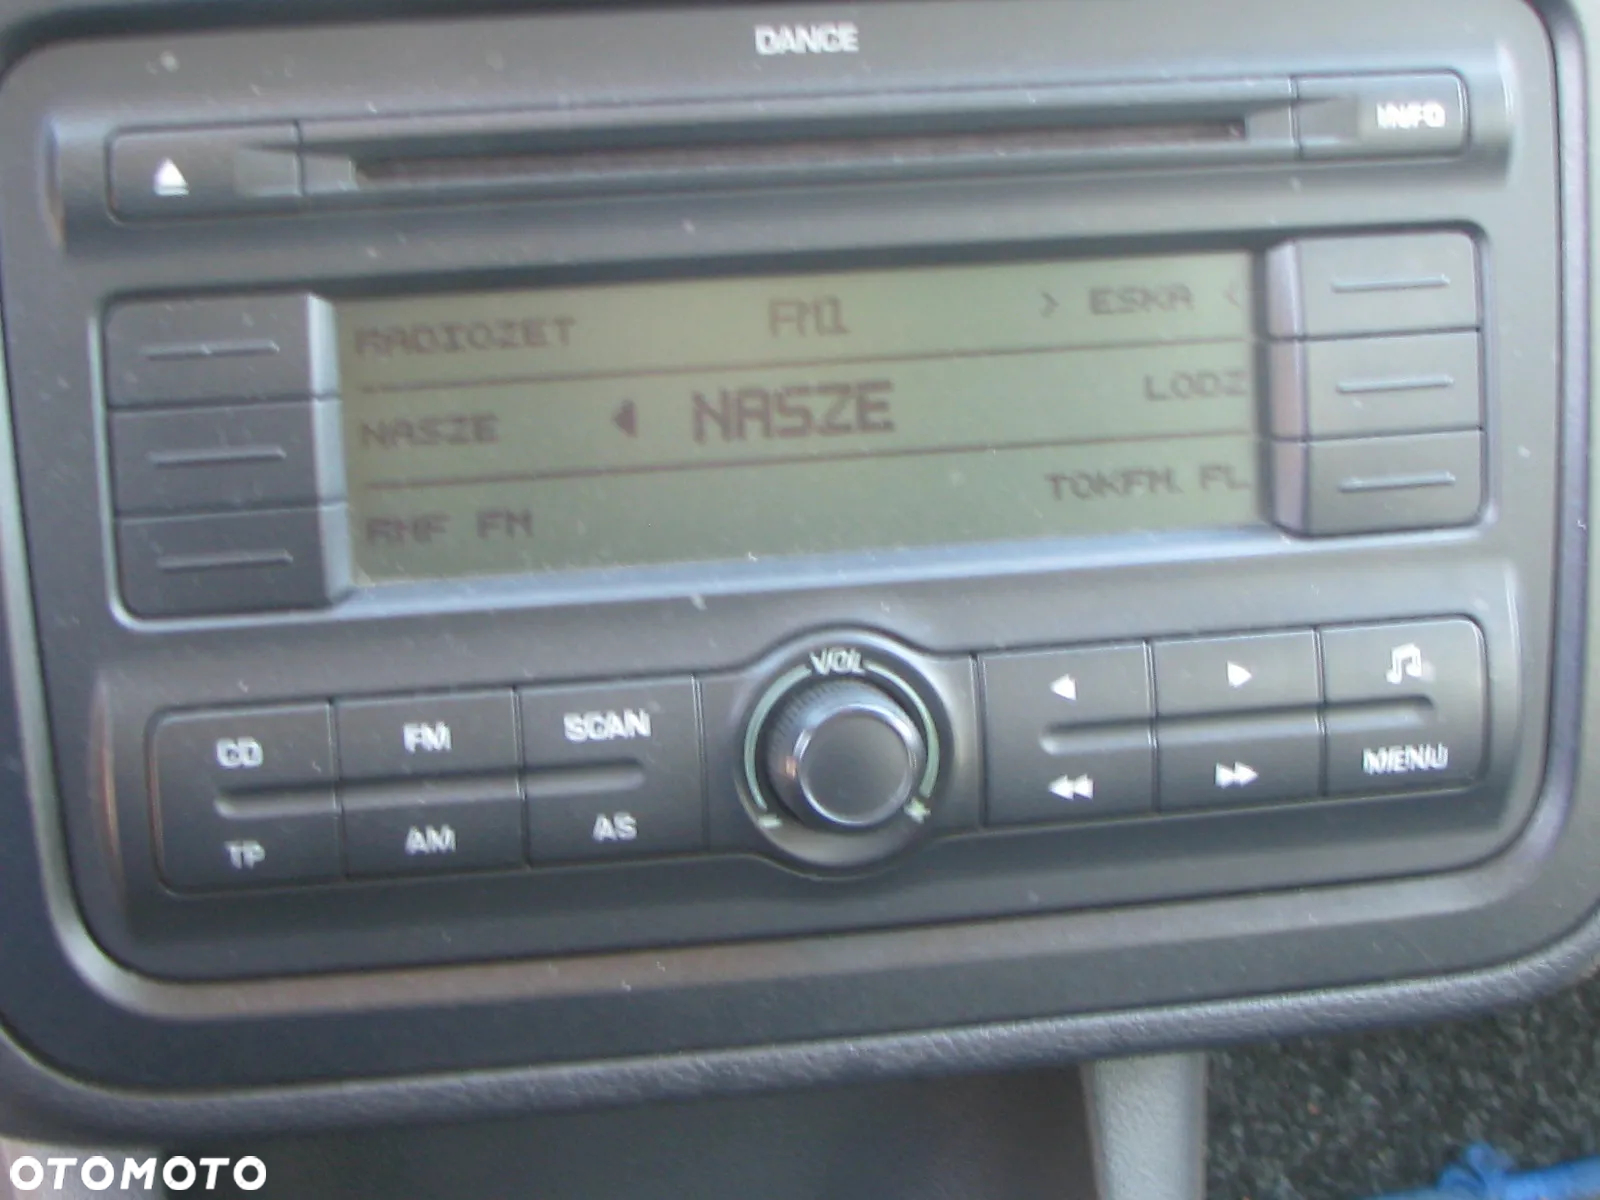 DANCE
INFO
RADIOZET FM1 > ESKA <
NASZE NASZE LODZ
RMF FM TOKFM. FL
VOL
CD FM SCAN
MENU
TP AM AS
OTOMOTO